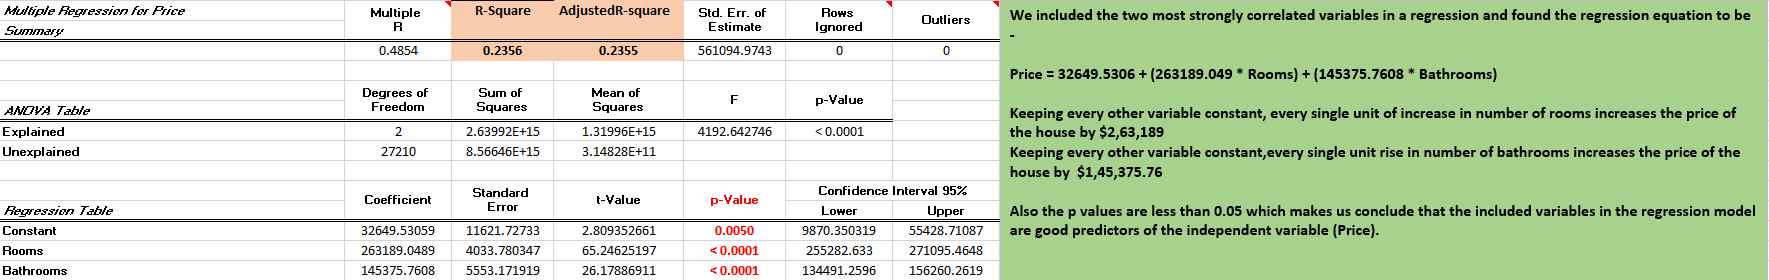 Multiple Regression for Price
Summary
Multiple R
R-Square
AdjustedR-square
Std. Err. of Estimate
Rows Ignored
Outliers
0.4854 0.2356 0.2355 561094.9743 0 0
ANOVA Table
Degrees of Freedom
Sum of Squares
Mean of Squares
F
p-Value
Explained 2 2.63992E+15 1.31996E+15 4192.642746 < 0.0001
Unexplained 27210 8.56646E+15 3.14828E+11
Regression Table
Coefficient
Standard Error
t-Value
p-Value
Confidence Interval 95%
Lower Upper
Constant 32649.53059 11621.72733 2.809352661 0.0050 9870.350319 55428.71087
Rooms 263189.0489 4033.780347 65.24625197 < 0.0001 255282.633 271095.4648
Bathrooms 145375.7608 5553.171919 26.17886911 < 0.0001 134491.2596 156260.2619
We included the two most strongly correlated variables in a regression and found the regression equation to be
-
Price = 32649.5306 + (263189.049 * Rooms) + (145375.7608 * Bathrooms)
Keeping every other variable constant, every single unit of increase in number of rooms increases the price of
the house by $2,63,189
Keeping every other variable constant,every single unit rise in number of bathrooms increases the price of the
house by $1,45,375.76
Also the p values are less than 0.05 which makes us conclude that the included variables in the regression model
are good predictors of the independent variable (Price).